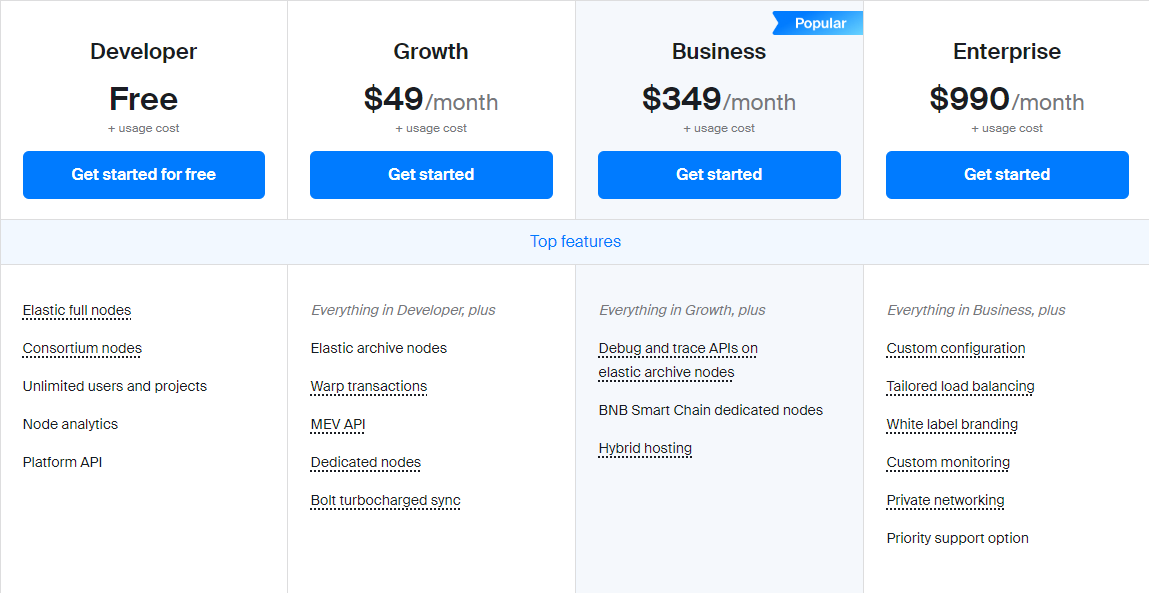 Popular
Developer
Free
+ usage cost
Get started for free
Growth
$49/month
+ usage cost
Get started
Business
$349/month
+ usage cost
Get started
Enterprise
$990/month
+ usage cost
Get started
Top features
Elastic full nodes
Consortium nodes
Unlimited users and projects
Node analytics
Platform API
Everything in Developer, plus
Elastic archive nodes
Warp transactions
MEV API
Dedicated nodes
Bolt turbocharged sync
Everything in Growth, plus
Debug and trace APIs on
elastic archive nodes
BNB Smart Chain dedicated nodes
Hybrid hosting
Everything in Business, plus
Custom configuration
Tailored load balancing
White label branding
Custom monitoring
Private networking
Priority support option